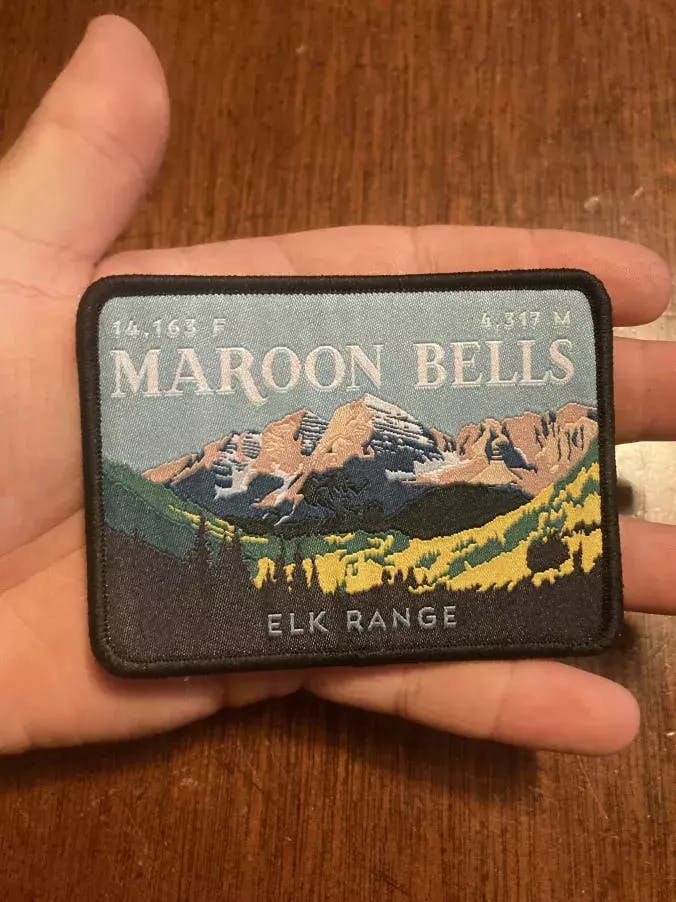 14,163 F 4,317 M
MAROON BELLS
ELK RANGE